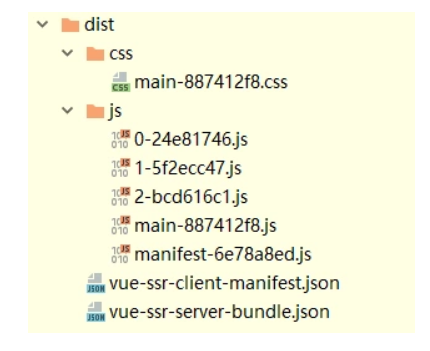 dist
css
main-887412f8.css
js
0-24e81746.js
1-5f2ecc47.js
2-bcd616c1.js
main-887412f8.js
manifest-6e78a8ed.js
vue-ssr-client-manifest.json
vue-ssr-server-bundle.json